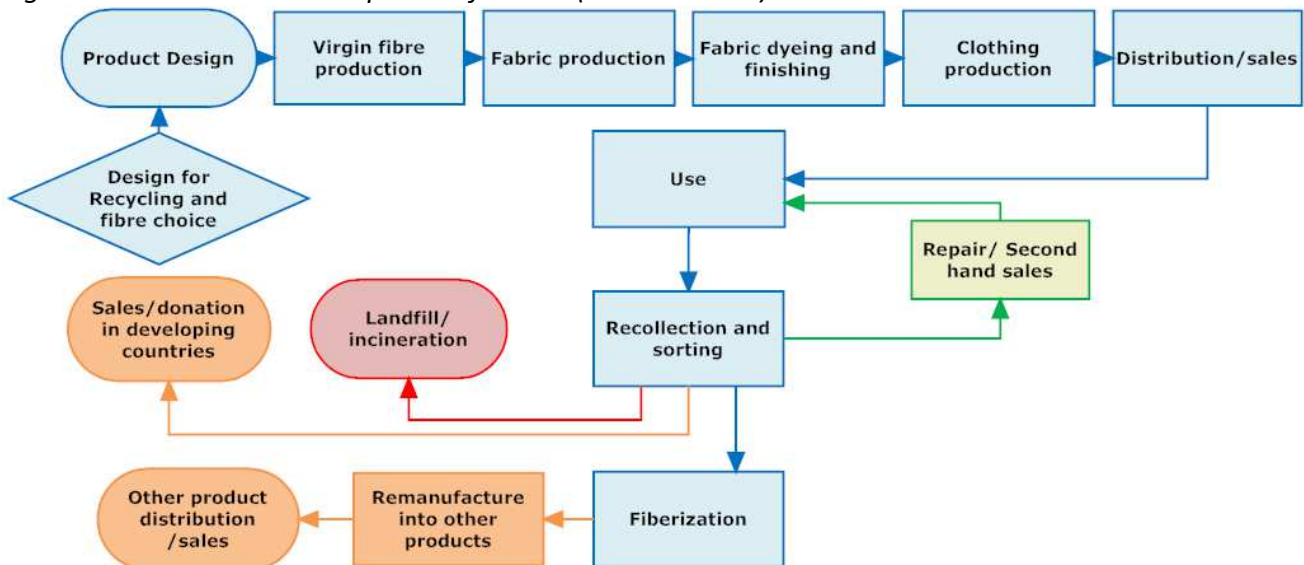 Product Design
Virgin fibre
production
Fabric production
Fabric dyeing and
finishing
Clothing
production
Distribution/sales
Design for
Recycling and
fibre choice
Use
Repair/ Second
hand sales
Sales/donation
in developing
countries
Landfill/
incineration
Recollection and
sorting
Other product
distribution
/sales
Remanufacture
into other
products
Fiberization